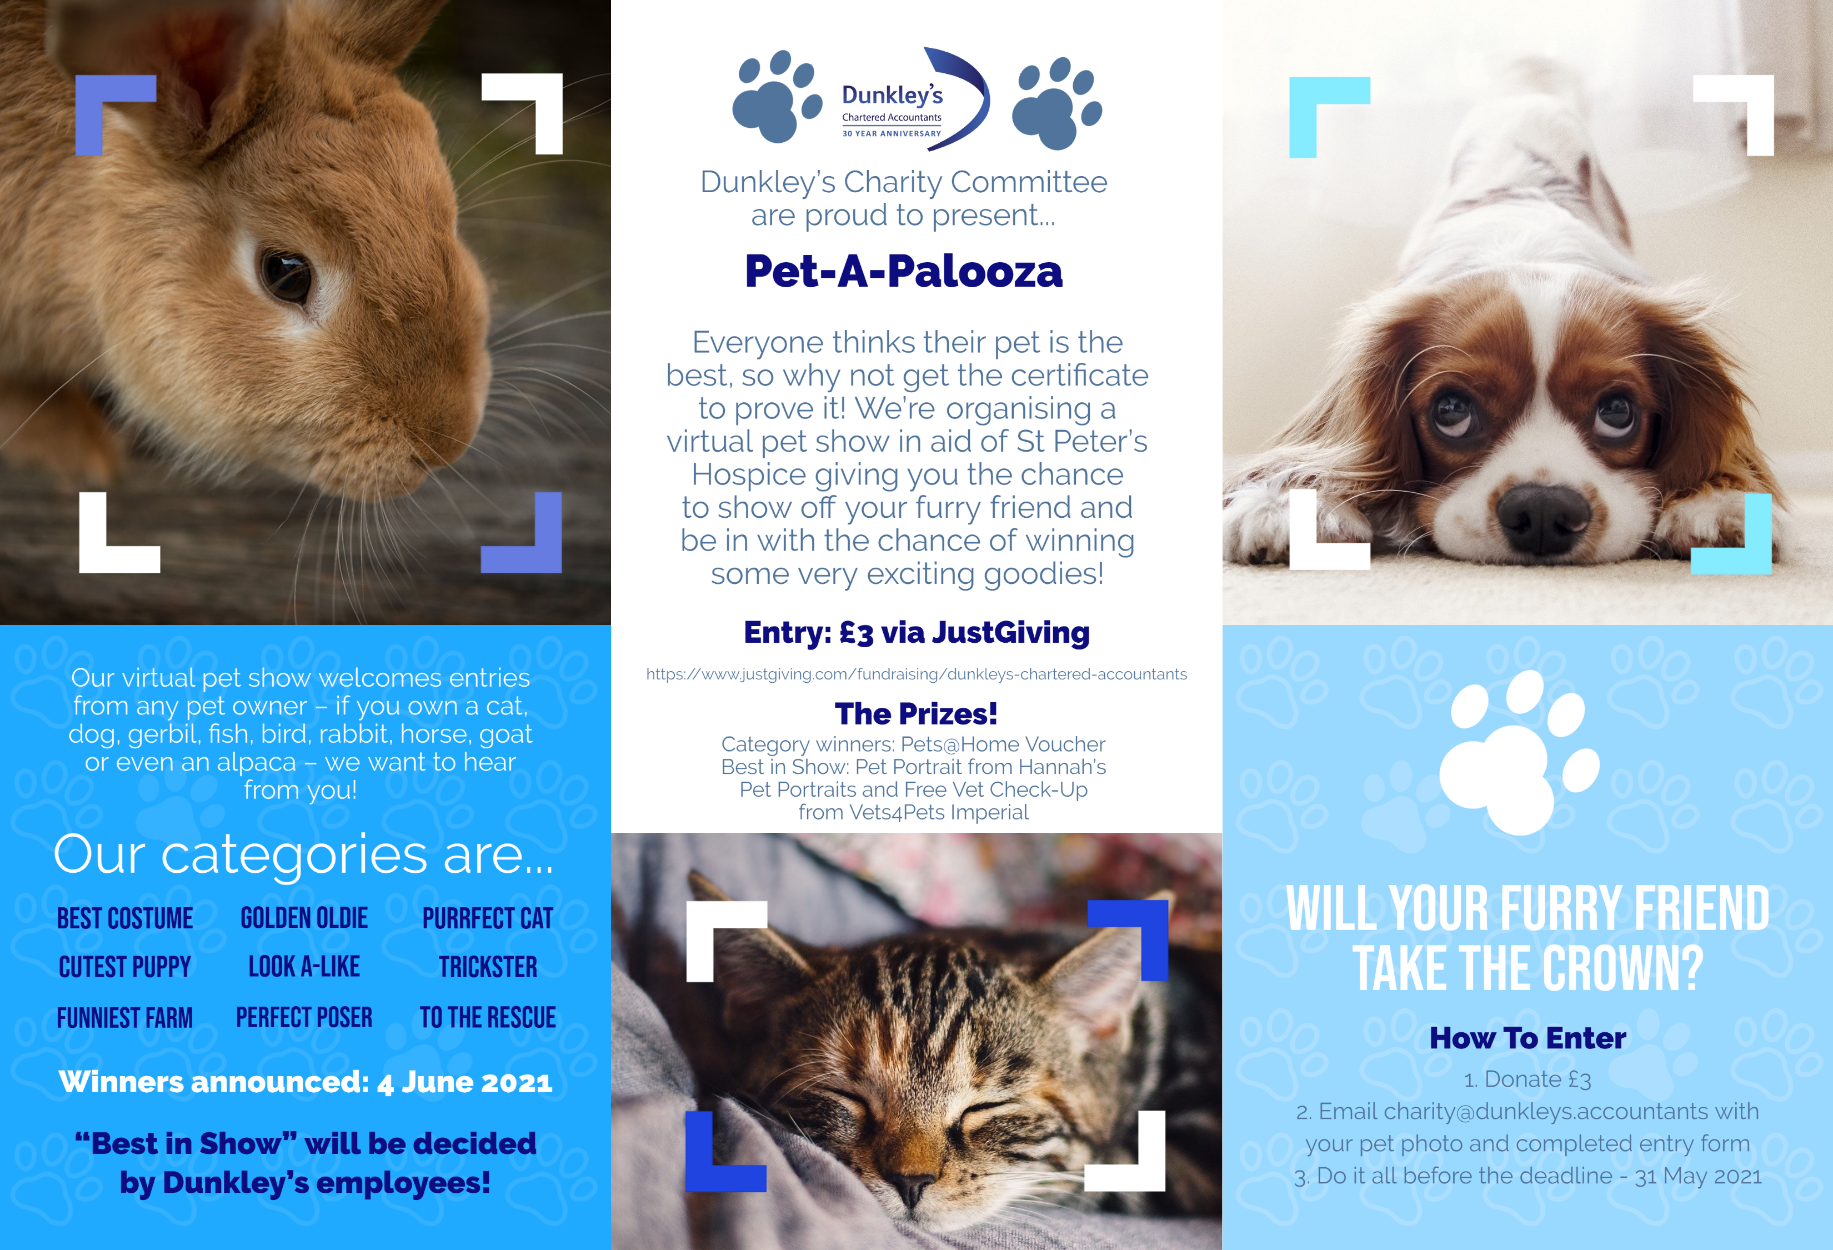 Dunkley's
Chartered Accountants
30 YEAR ANNIVERSARY
Dunkley's Charity Committee
are proud to present...
Pet-A-Palooza
Everyone thinks their pet is the
best, so why not get the certificate
to prove it! We're organising a
virtual pet show in aid of St Peter's
Hospice giving you the chance
to show off your furry friend and
be in with the chance of winning
some very exciting goodies!
Entry: £3 via JustGiving
https://www.justgiving.com/fundraising/dunkleys-chartered-accountants
The Prizes!
Category winners: Pets@Home Voucher
Best in Show: Pet Portrait from Hannah's
Pet Portraits and Free Vet Check-Up
from Vets4Pets Imperial
Our virtual pet show welcomes entries
from any pet owner – if you own a cat,
dog, gerbil, fish, bird, rabbit, horse, goat
or even an alpaca – we want to hear
from you!
Our categories are...
BEST COSTUME GOLDEN OLDIE PURRFECT CAT
CUTEST PUPPY LOOK A-LIKE TRICKSTER
FUNNIEST FARM PERFECT POSER TO THE RESCUE
Winners announced: 4 June 2021
“Best in Show” will be decided
by Dunkley's employees!
WILL YOUR FURRY FRIEND
TAKE THE CROWN?
How To Enter
1. Donate £3
2. Email charity@dunkleys.accountants with
your pet photo and completed entry form
3. Do it all before the deadline - 31 May 2021